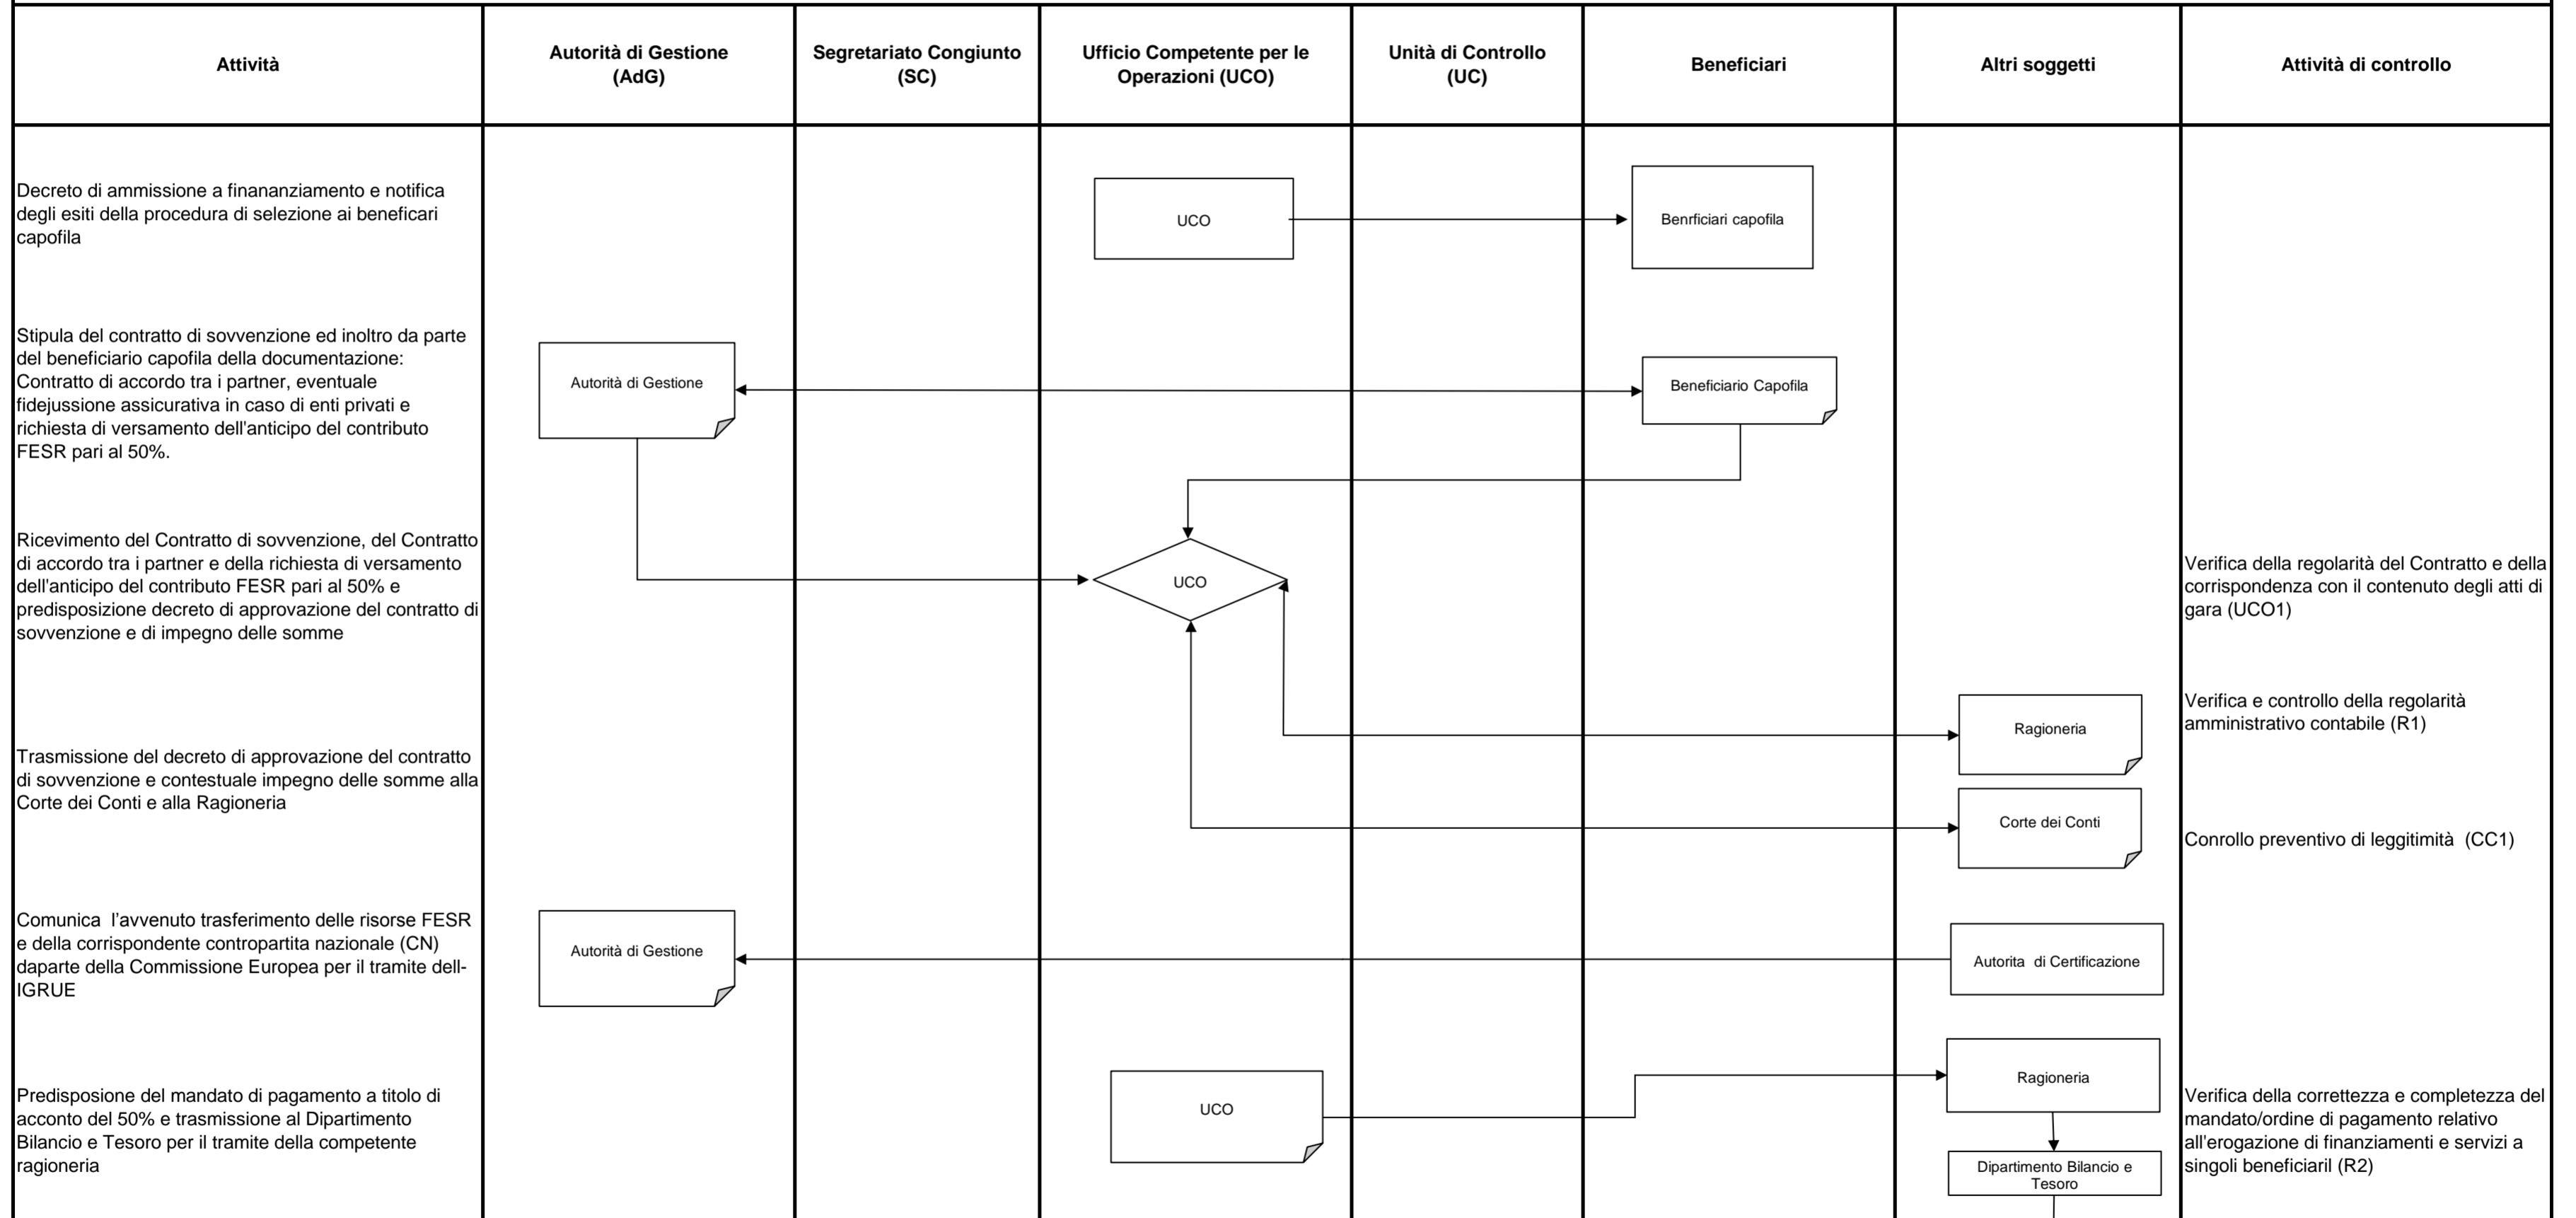 Attività
Autorità di Gestione
(AdG)
Segretariato Congiunto
(SC)
Ufficio Competente per le
Operazioni (UCO)
Unità di Controllo
(UC)
Beneficiari
Altri soggetti
Attività di controllo
Decreto di ammissione a finananziamento e notifica
degli esiti della procedura di selezione ai beneficari
capofila
UCO
Benrficiari capofila
Stipula del contratto di sovvenzione ed inoltro da parte
del beneficiario capofila della documentazione:
Contratto di accordo tra i partner, eventuale
fidejussione assicurativa in caso di enti privati e
richiesta di versamento dell'anticipo del contributo
FESR pari al 50%.
Autorità di Gestione
Beneficiario Capofila
Ricevimento del Contratto di sovvenzione, del Contratto
di accordo tra i partner e della richiesta di versamento
dell'anticipo del contributo FESR pari al 50% e
predisposizione decreto di approvazione del contratto di
sovvenzione e di impegno delle somme
UCO
Verifica della regolarità del Contratto e della
corrispondenza con il contenuto degli atti di
gara (UCO1)
Trasmissione del decreto di approvazione del contratto
di sovvenzione e contestuale impegno delle somme alla
Corte dei Conti e alla Ragioneria
Ragioneria
Verifica e controllo della regolarità
amministrativo contabile (R1)
Corte dei Conti
Conrollo preventivo di leggitimità  (CC1)
Comunica  l'avvenuto trasferimento delle risorse FESR
e della corrispondente contropartita nazionale (CN)
daparte della Commissione Europea per il tramite dell-
IGRUE
Autorità di Gestione
Autorita  di Certificazione
Predisposione del mandato di pagamento a titolo di
acconto del 50% e trasmissione al Dipartimento
Bilancio e Tesoro per il tramite della competente
ragioneria
UCO
Ragioneria
Dipartimento Bilancio e
Tesoro
Verifica della correttezza e completezza del
mandato/ordine di pagamento relativo
all'erogazione di finanziamenti e servizi a
singoli beneficiaril (R2)